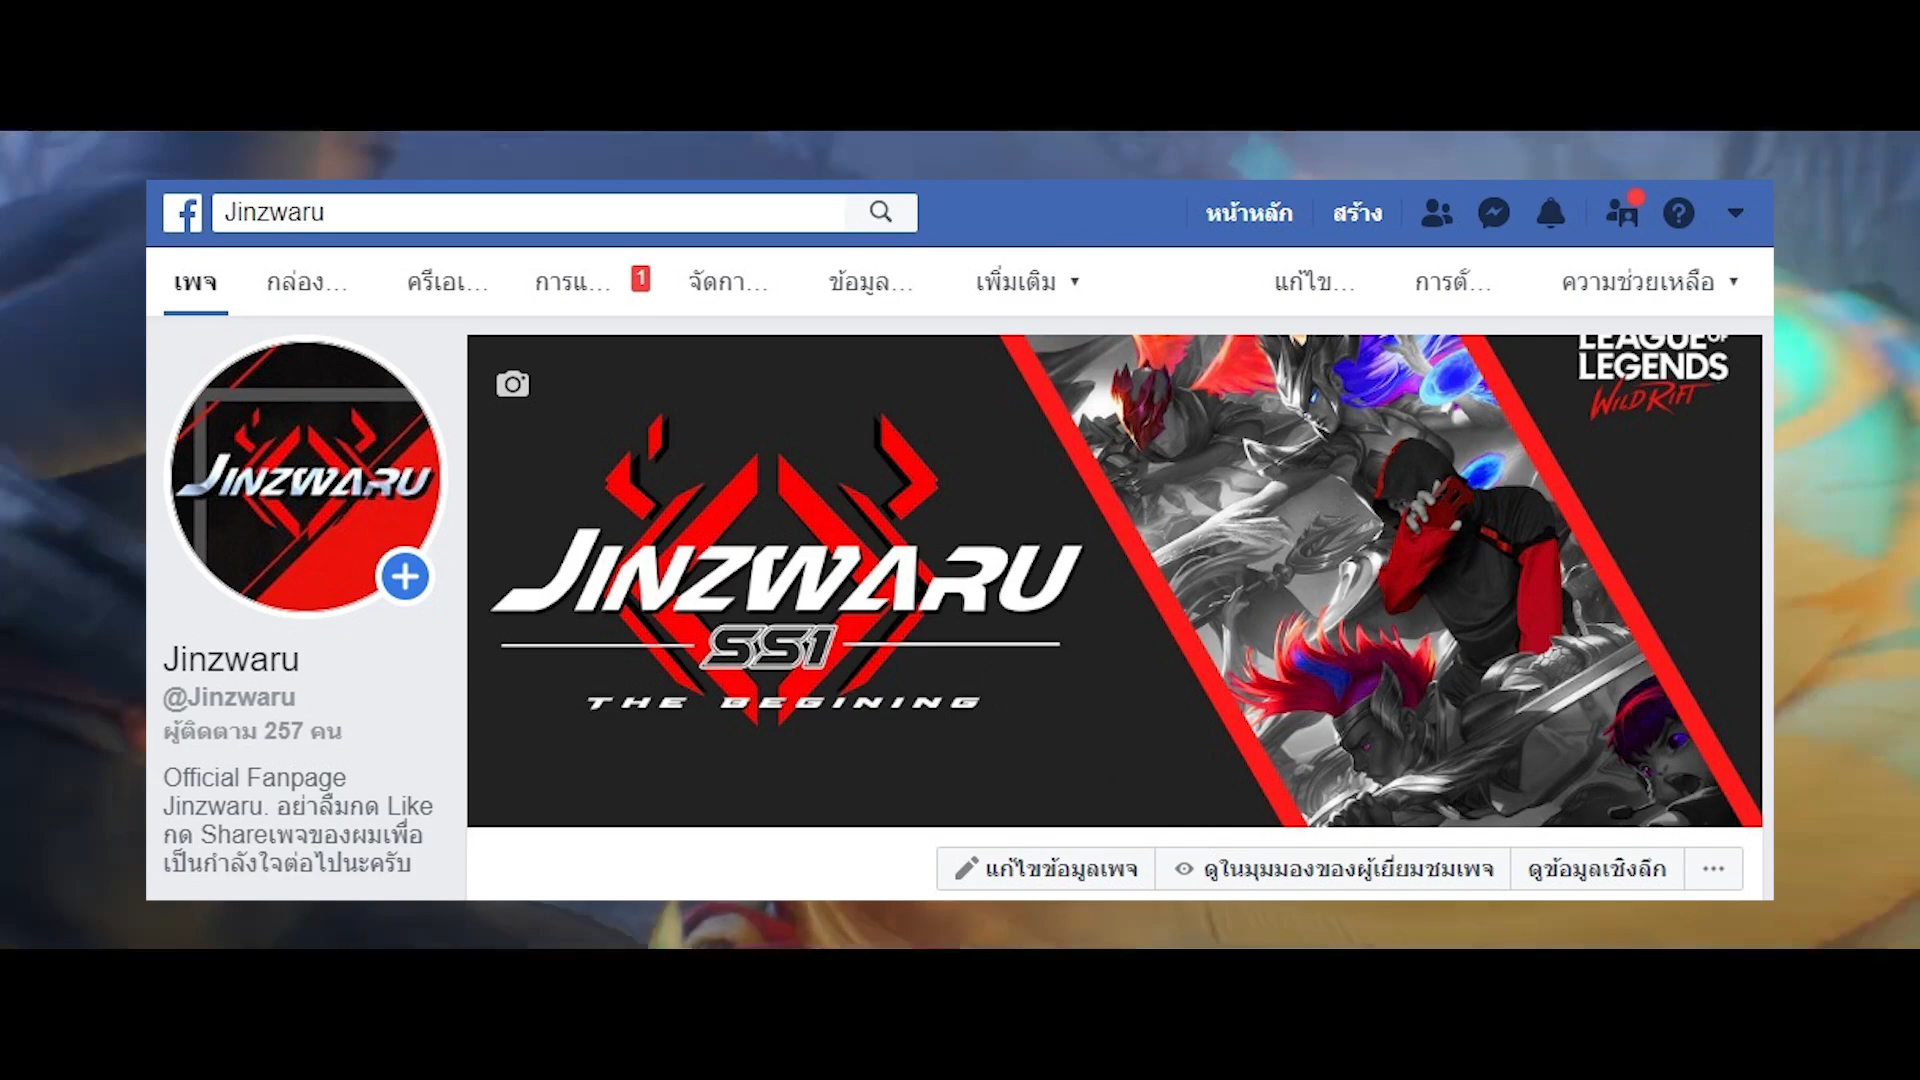 Jinzwaru
หน้าหลัก
สร้าง
เพจ
กล่อง...
ครีเอเ...
การแ...
1
จัดกา...
ข้อมูล...
เพิ่มเติม
แก้ไข...
การตั้...
ความช่วยเหลือ
JINZWARU
Jinzwaru
@Jinzwaru
ผู้ติดตาม 257 คน
Official Fanpage
Jinzwaru. อย่าลืมกด Like
กด Shareเพจของผมเพื่อ
เป็นกำลังใจต่อไปนะครับ
JINZWARU
SS1
THE BEGINING
LEAGUE OF
LEGENDS
WILD RIFT
แก้ไขข้อมูลเพจ
ดูในมุมมองของผู้เยี่ยมชมเพจ
ดูข้อมูลเชิงลึก
...